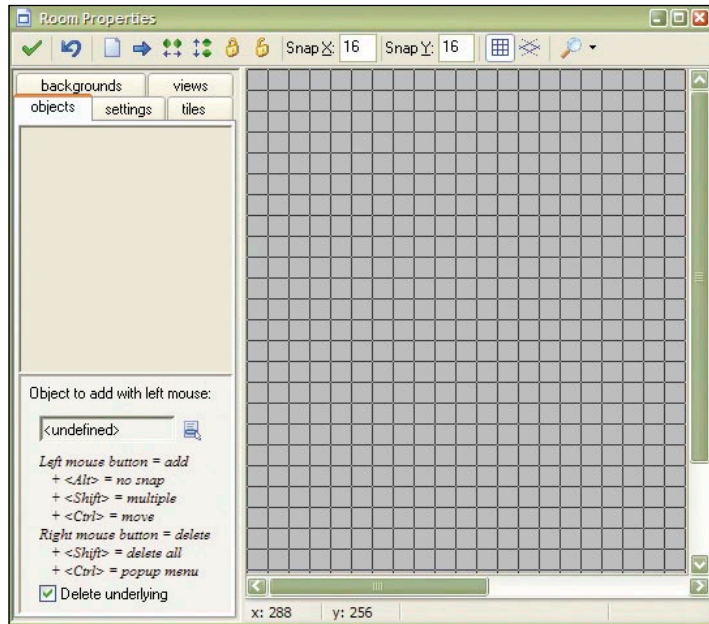 Room Properties
Snap X: 16 Snap Y: 16
backgrounds views
objects settings tiles
Object to add with left mouse:
<undefined>
Left mouse button = add
+ <Alt> = no snap
+ <Shift> = multiple
+ <Ctrl> = move
Right mouse button = delete
+ <Shift> = delete all
+ <Ctrl> = popup menu
Delete underlying
x: 288 y: 256